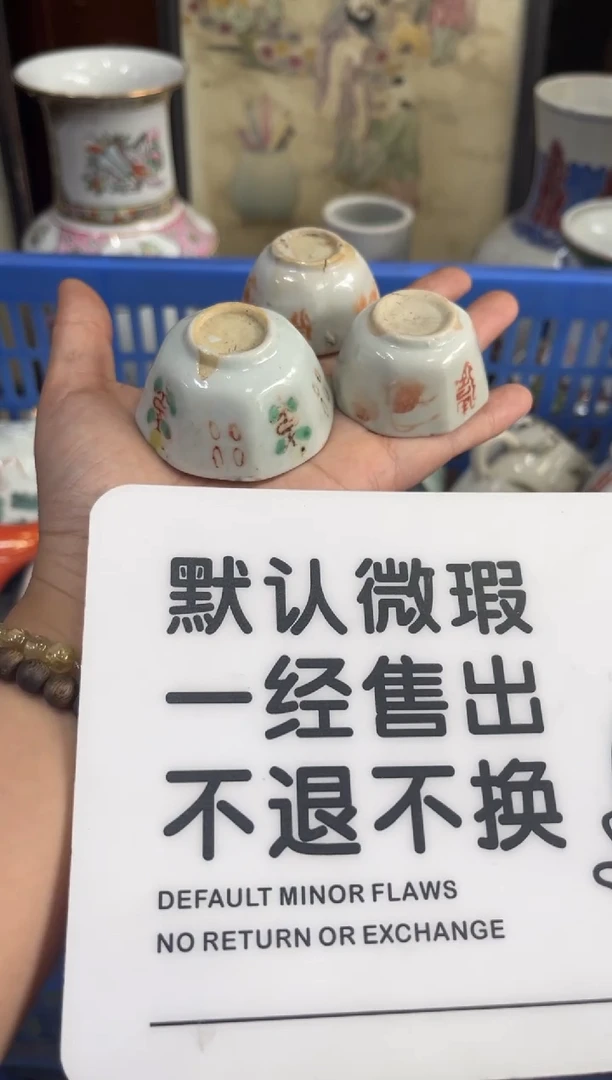 默认微瑕
一经售出
不退不换
DEFAULT MINOR FLAWS
NO RETURN OR EXCHANGE